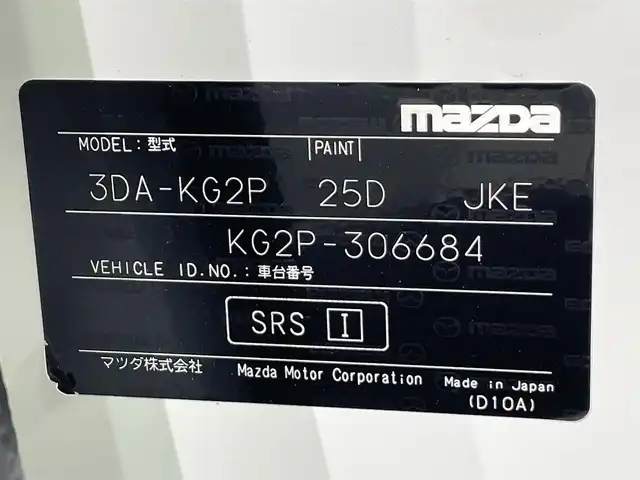 mazda
MODEL：型式 |PAINT|
3DA-KG2P 25D JKE
KG2P-306684
VEHICLE ID.NO.：車台番号
SRS I
マツダ株式会社 Mazda Motor Corporation Made in Japan
(D10A)